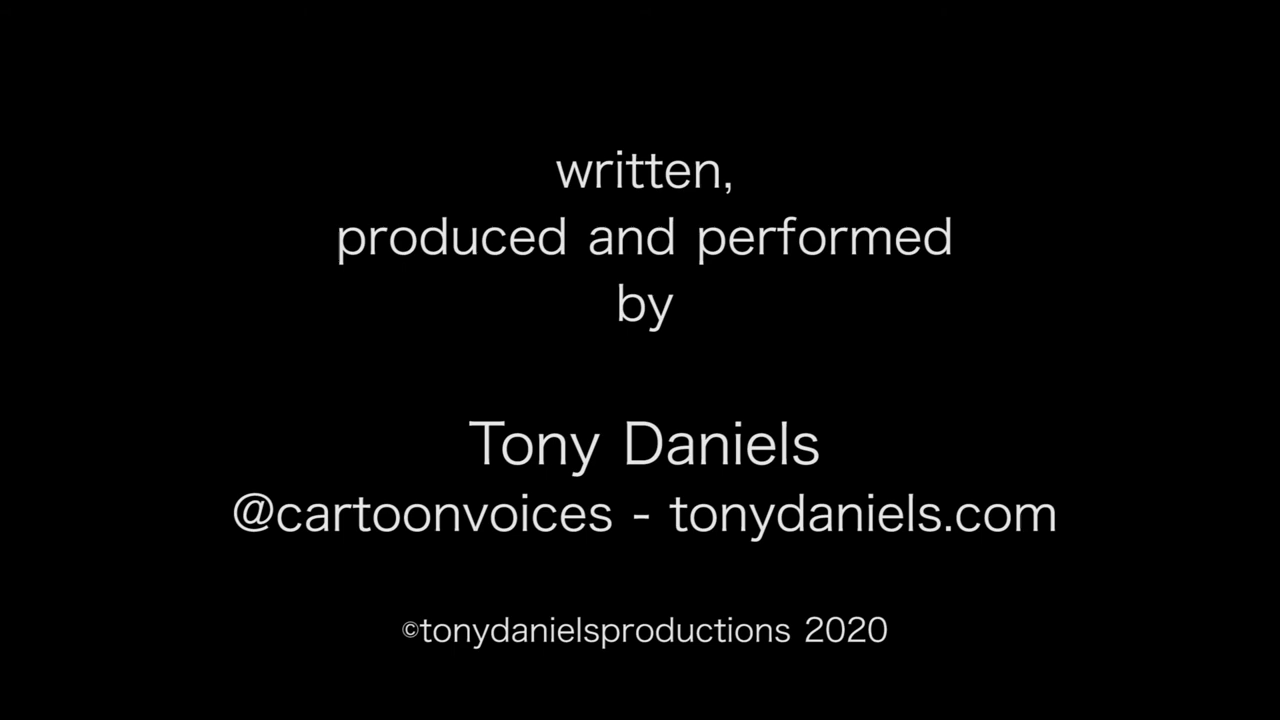 written,
produced and performed
by
Tony Daniels
@cartoonvoices - tonydaniels.com
©tonydanielsproductions 2020